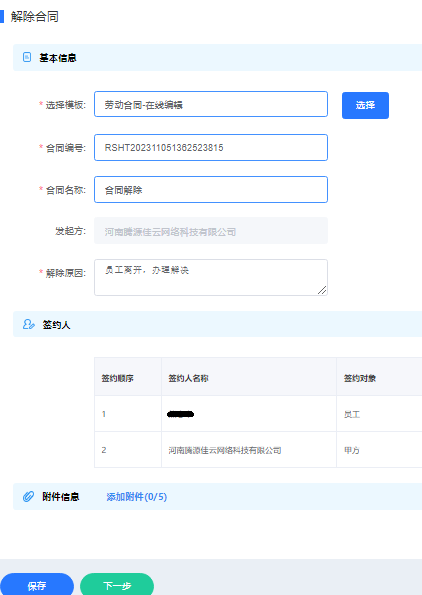 解除合同
基本信息
* 选择模板: 劳动合同-在线编辑 选择
* 合同编号: RSHT202311051362523815
* 合同名称: 合同解除
发起方: 河南腾源佳云网络科技有限公司
* 解除原因: 员工离开，办理解决
签约人
签约顺序 签约人名称 签约对象
1 员工
2 河南腾源佳云网络科技有限公司 甲方
附件信息 添加附件(0/5)
保存 下一步